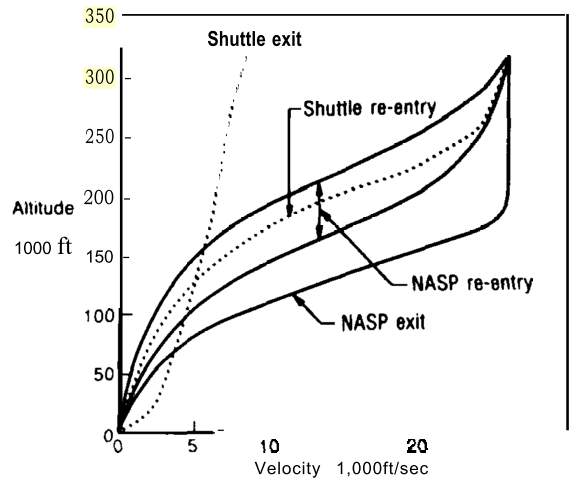 350
Shuttle exit
300
Shuttle re-entry
250
200
Altitude
1000 ft
150
NASP re-entry
100
NASP exit
50
0
0 5 10 20
Velocity 1,000ft/sec